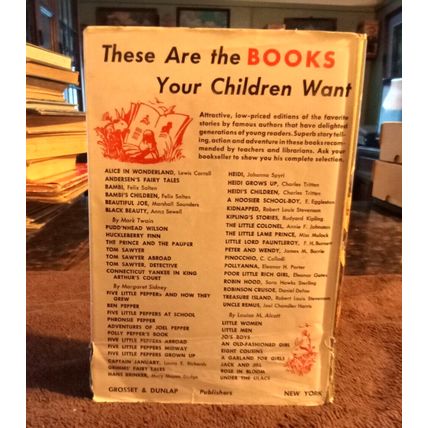 These Are the BOOKS
Your Children Want
Attractive, low-priced editions of the favorite
stories by famous authors that have delighted
generations of young readers. Superb story tell-
ing, action and adventure in these books recom-
mended by teachers and librarians. Ask your
bookseller to show you his complete selection.
ALICE IN WONDERLAND, Lewis Carroll
ANDERSEN'S FAIRY TALES
BAMBI, Felix Salten
BAMBI'S CHILDREN, Felix Salten
BEAUTIFUL JOE, Marshall Saunders
BLACK BEAUTY, Anna Sewell
By Mark Twain
PUDD'NHEAD WILSON
HUCKLEBERRY FINN
THE PRINCE AND THE PAUPER
TOM SAWYER
TOM SAWYER ABROAD
TOM SAWYER, DETECTIVE
CONNECTICUT YANKEE IN KING
ARTHUR'S COURT
By Margaret Sidney
FIVE LITTLE PEPPERS AND HOW THEY
GREW
BEN PEPPER
FIVE LITTLE PEPPERS AT SCHOOL
PHRONSIE PEPPER
ADVENTURES OF JOEL PEPPER
POLLY PEPPER'S BOOK
FIVE LITTLE PEPPERS ABROAD
FIVE LITTLE PEPPERS MIDWAY
FIVE LITTLE PEPPERS GROWN UP
CAPTAIN JANUARY, Laura E. Richards
GRIMMS' FAIRY TALES
HANS BRINKER, Mary Mapes Dodge
HEIDI, Johanna Spyri
HEIDI GROWS UP, Charles Tritten
HEIDI'S CHILDREN, Charles Tritten
A HOOSIER SCHOOL-BOY, E. Eggleston
KIDNAPPED, Robert Louis Stevenson
KIPLING'S STORIES, Rudyard Kipling
THE LITTLE COLONEL, Annie F. Johnston
THE LITTLE LAME PRINCE, Miss Mulock
LITTLE LORD FAUNTLEROY, F. H. Burnett
PETER AND WENDY, James M. Barrie
PINOCCHIO, C. Collodi
POLLYANNA, Eleanor H. Porter
POOR LITTLE RICH GIRL, Eleanor Gates
ROBIN HOOD, Sara Hawks Sterling
ROBINSON CRUSOE, Daniel Defoe
TREASURE ISLAND, Robert Louis Stevenson
UNCLE REMUS, Joel Chandler Harris
By Louisa M. Alcott
LITTLE WOMEN
LITTLE MEN
JO'S BOYS
AN OLD-FASHIONED GIRL
EIGHT COUSINS
A GARLAND FOR GIRLS
JACK AND JILL
ROSE IN BLOOM
UNDER THE LILACS
GROSSET & DUNLAP Publishers NEW YORK